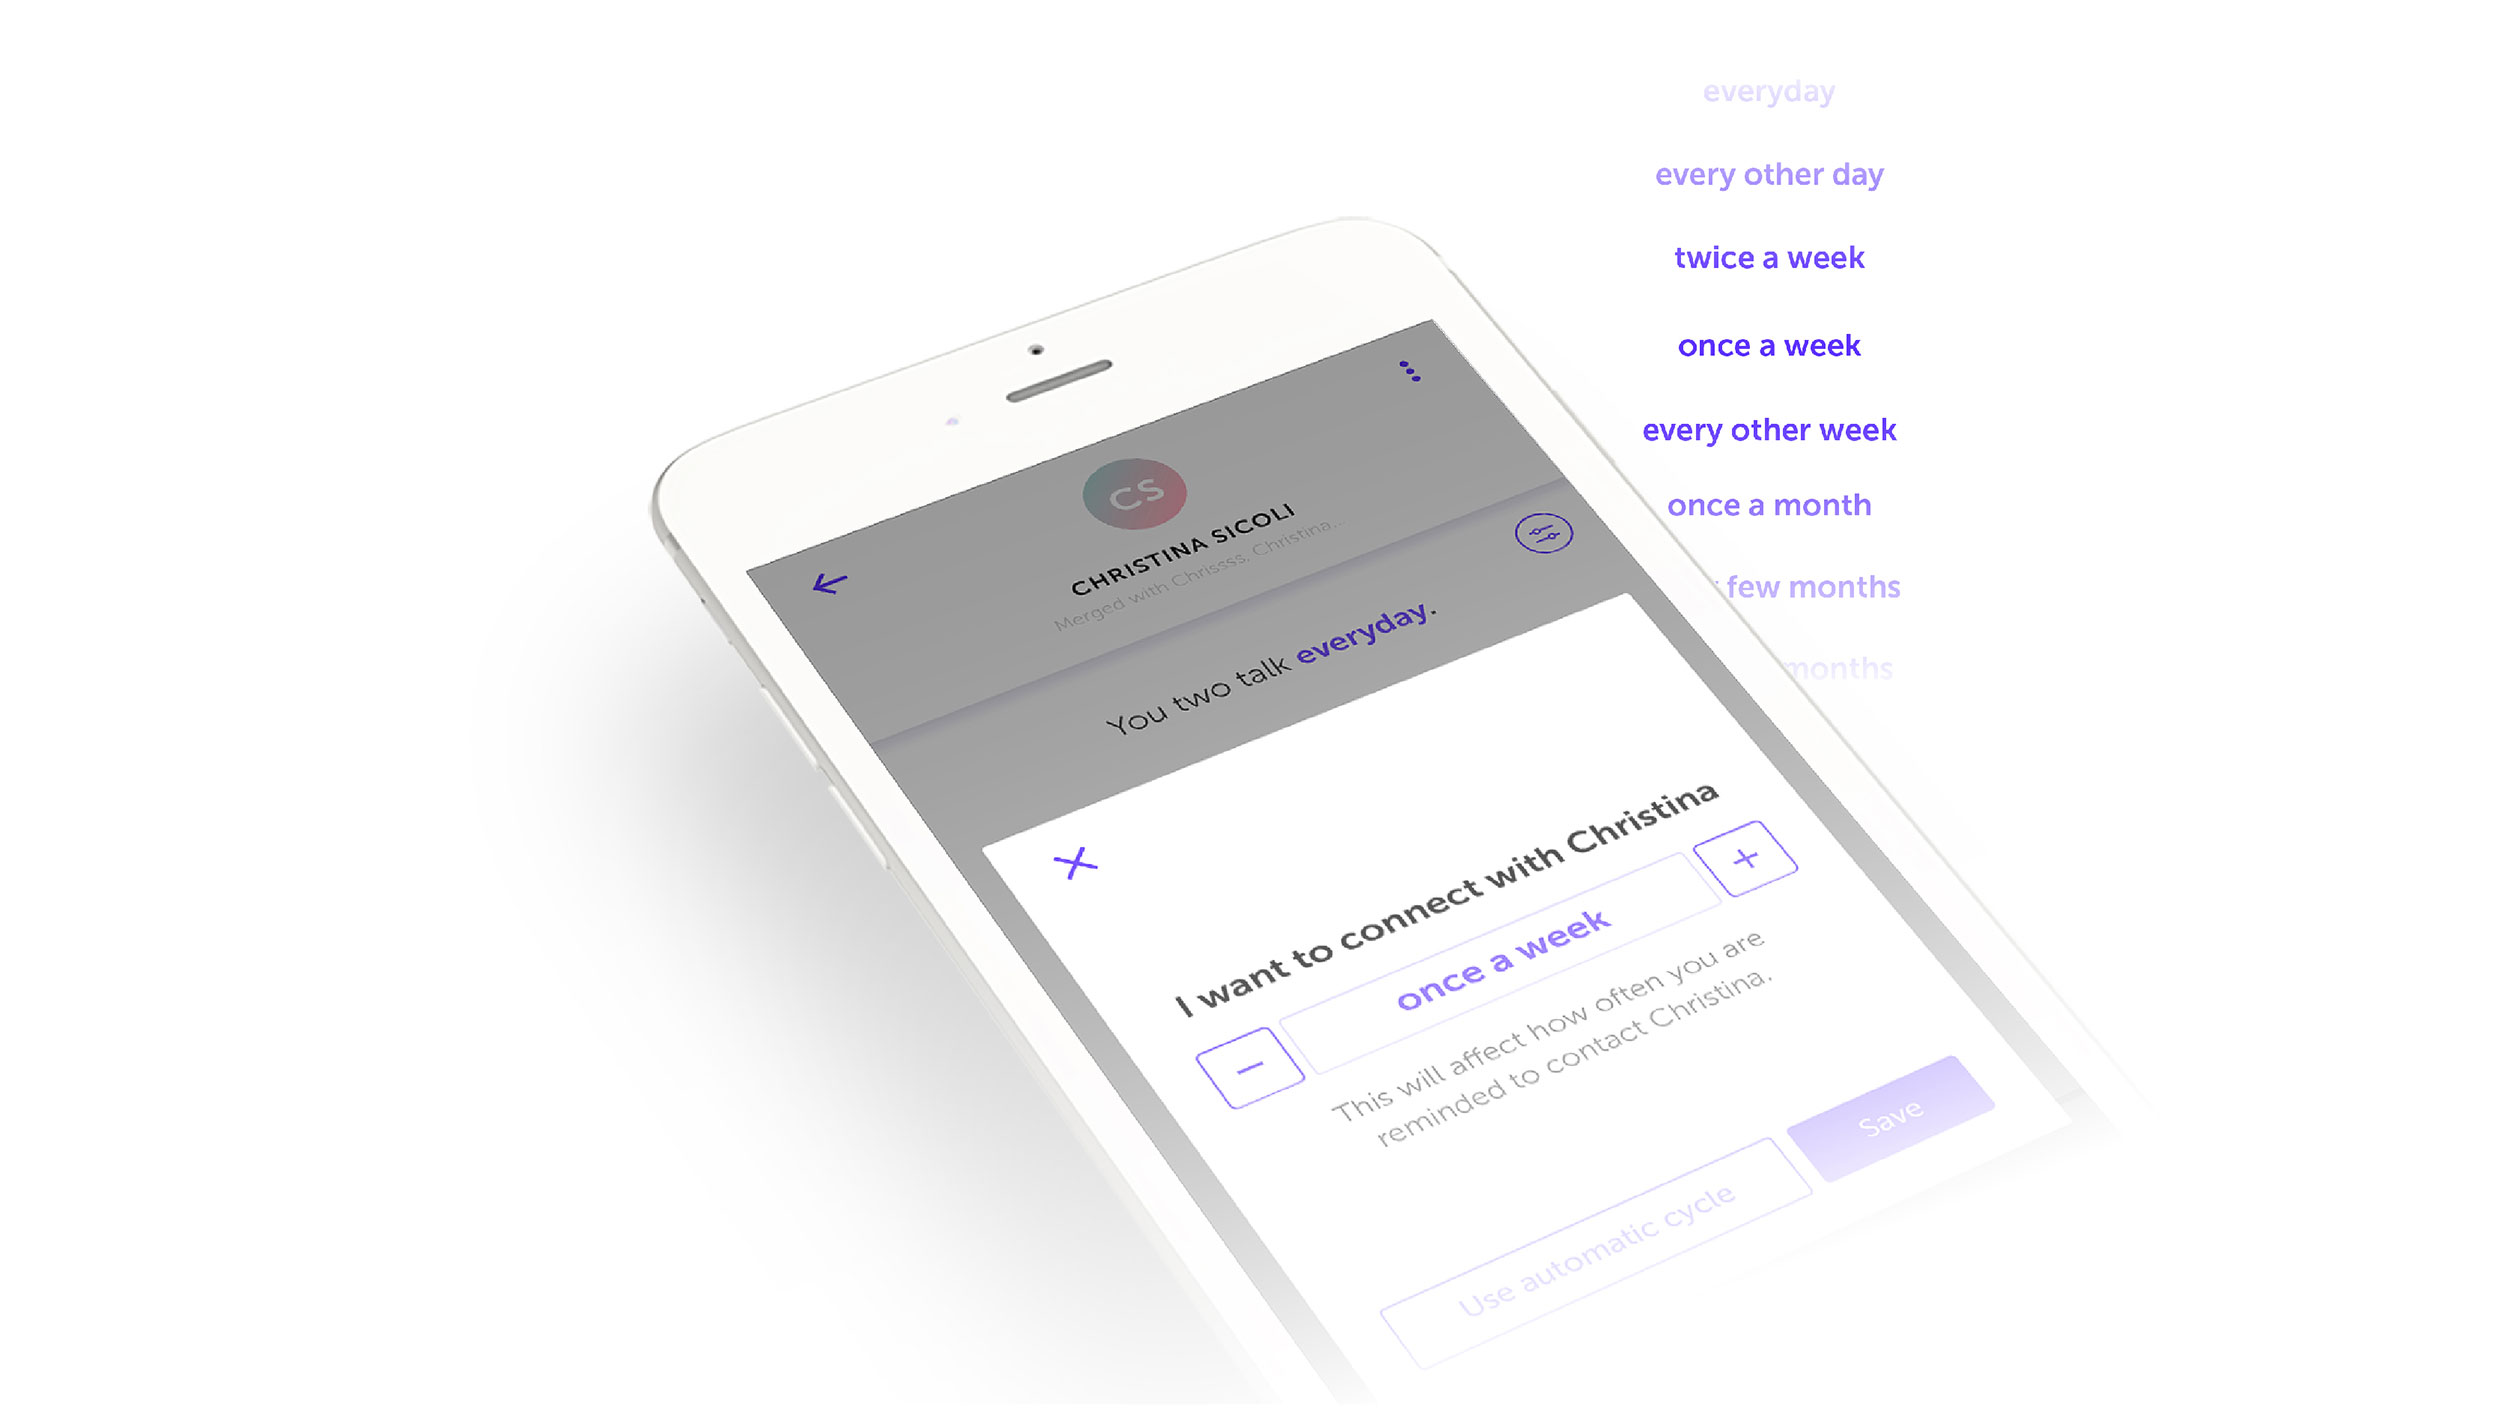 everyday
every other day
twice a week
once a week
every other week
once a month
few months
months
CS
CHRISTINA SICOLI
Merged with Chrissss, Christina...
You two talk everyday.
I want to connect with Christina
once a week
This will affect how often you are
reminded to contact Christina.
Use automatic cycle
Save